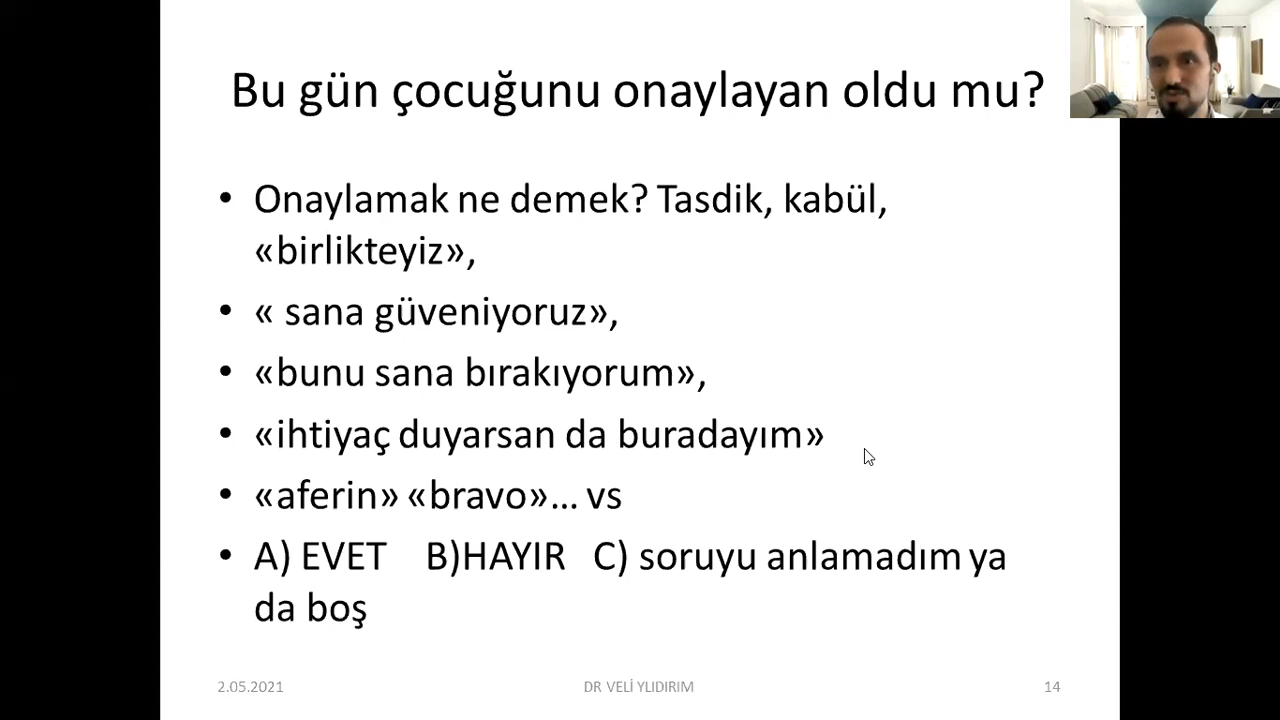 Bu gün çocuğunu onaylayan oldu mu?
• Onaylamak ne demek? Tasdik, kabül,
«birlikteyiz»,
• « sana güveniyoruz»,
• «bunu sana bırakıyorum»,
• «ihtiyaç duyarsan da buradayım»
• «aferin» «bravo»... vs
• A) EVET B)HAYIR C) soruyu anlamadım ya
da boş
2.05.2021 DR VELİ YLIDIRIM 14